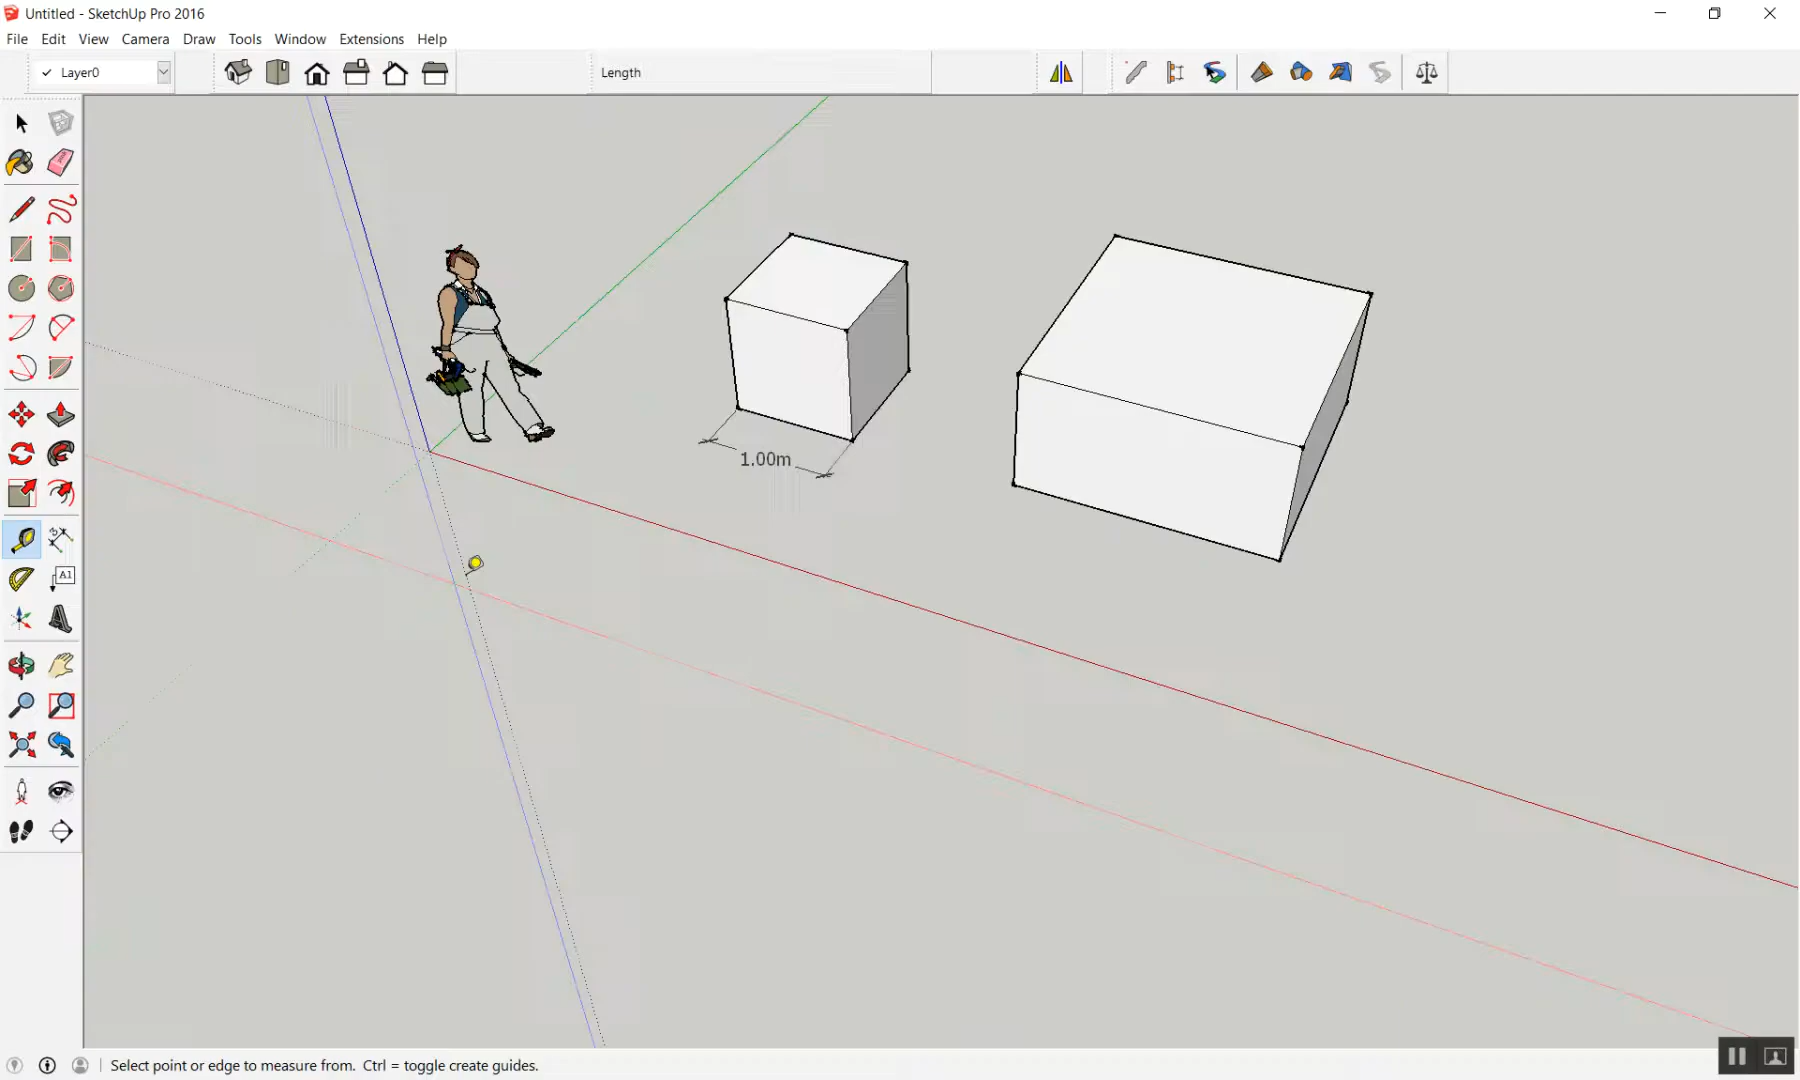 Untitled - SketchUp Pro 2016
File Edit View Camera Draw Tools Window Extensions Help
Layer0
Length
1.00m
A1
Select point or edge to measure from. Ctrl = toggle create guides.